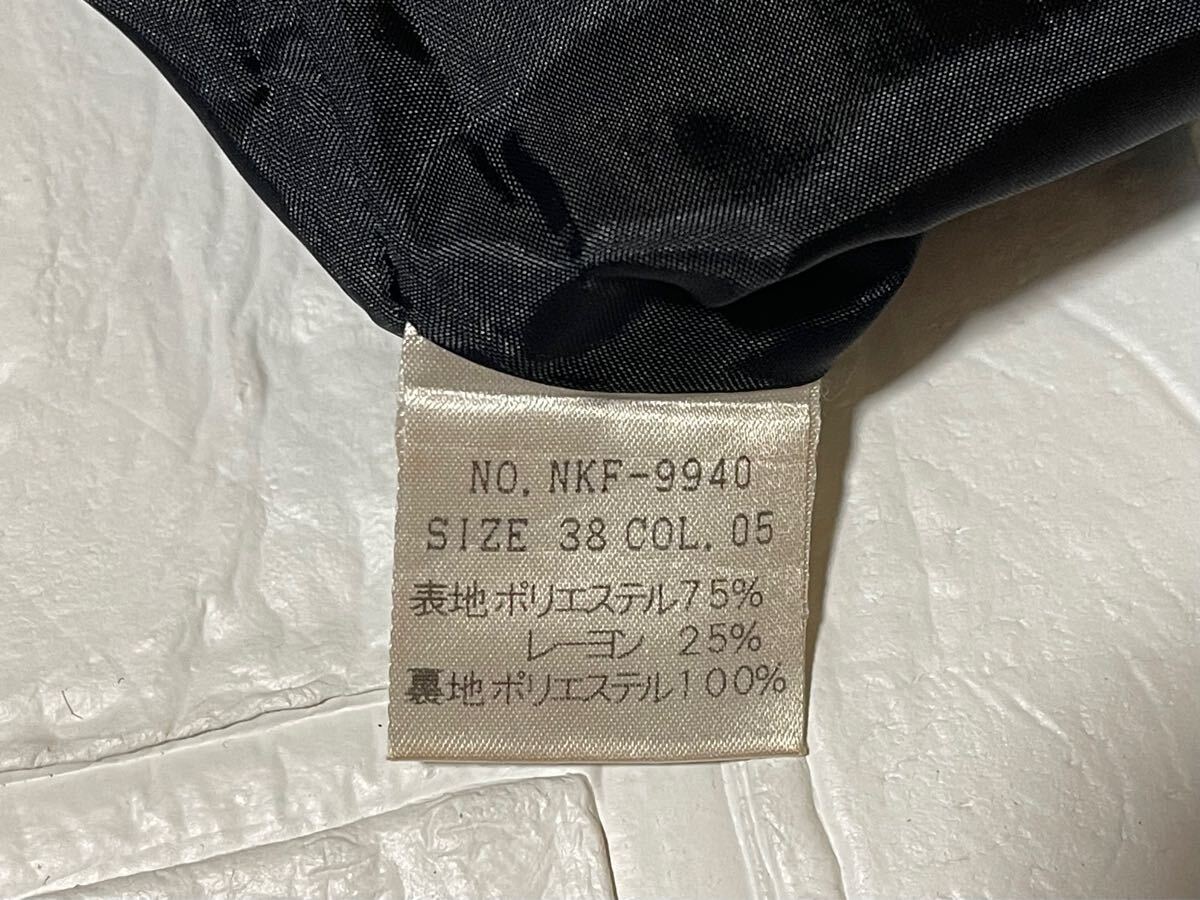 NO. NKF-9940
SIZE 38 COL. 05
表地ポリエステル75%
レーヨン 25%
裏地ポリエステル100%